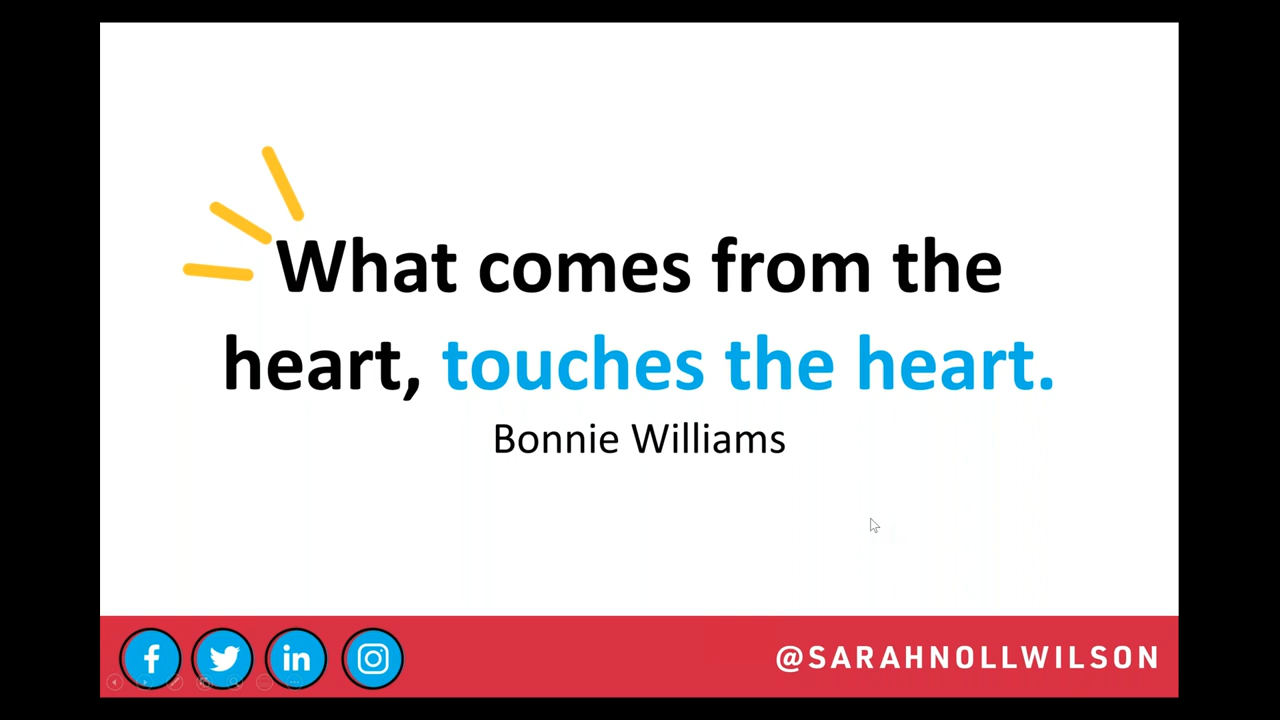 What comes from the
heart, touches the heart.
Bonnie Williams
@SARAHNOLLWILSON